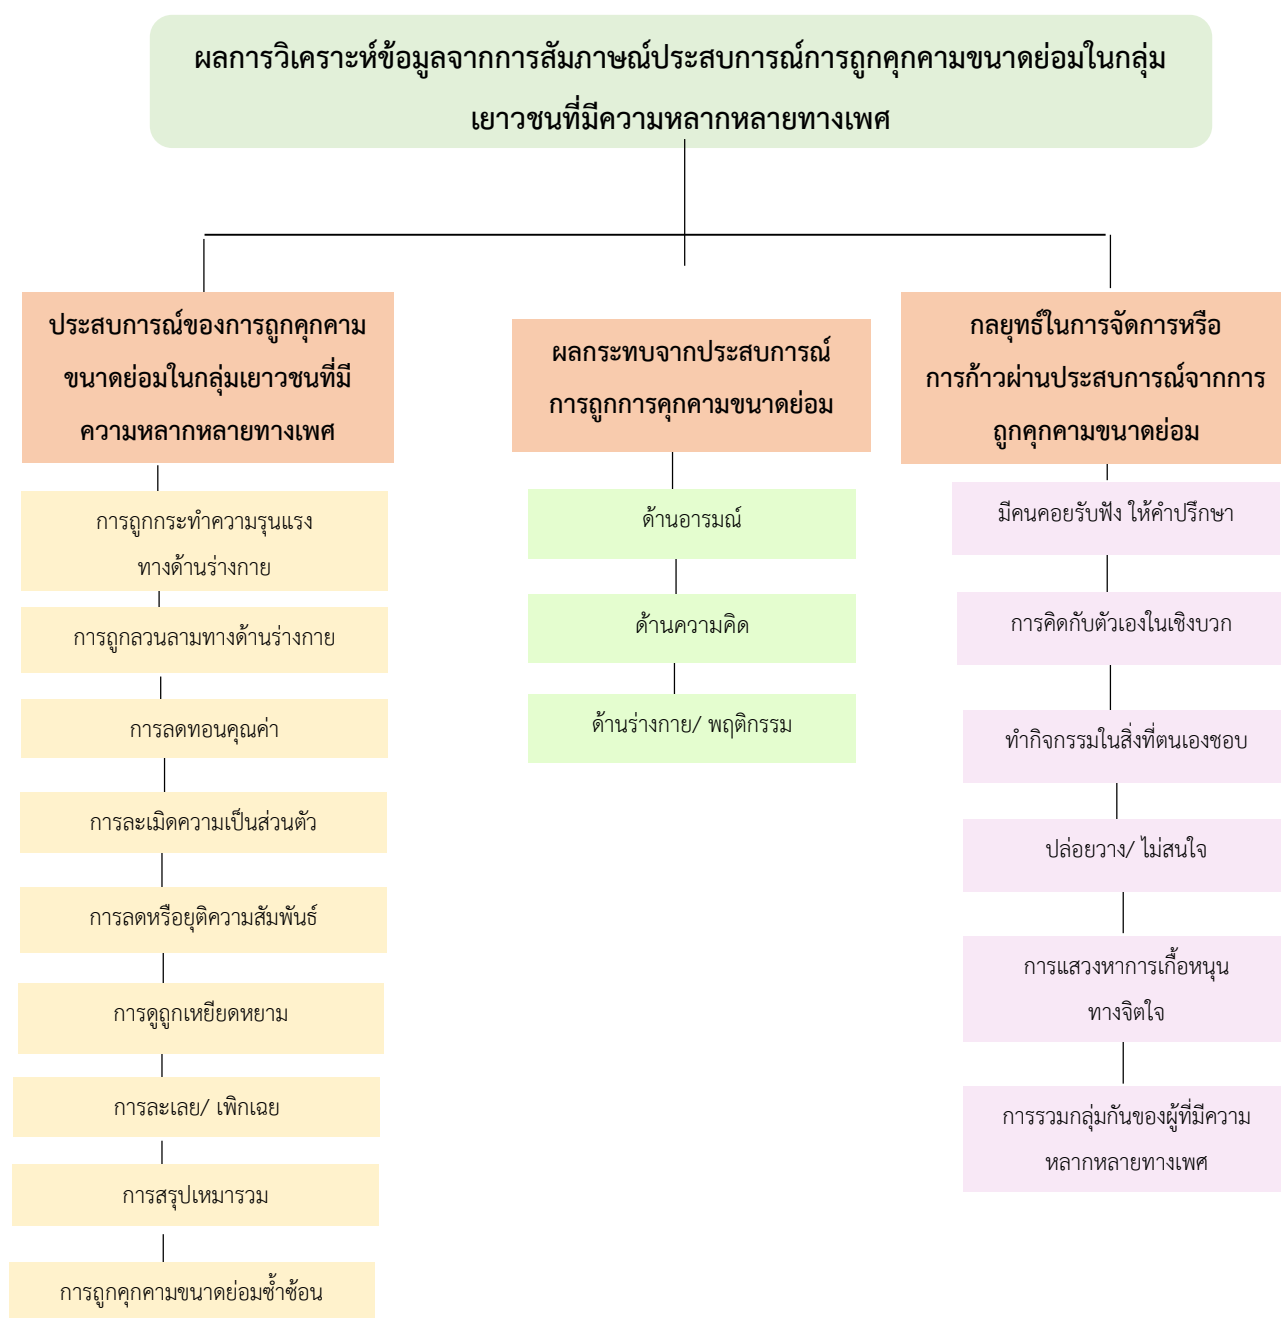 ผลการวิเคราะห์ข้อมูลจากการสัมภาษณ์ประสบการณ์การถูกคุกคามขนาดย่อมในกลุ่ม
เยาวชนที่มีความหลากหลายทางเพศ
ประสบการณ์ของการถูกคุกคาม
ขนาดย่อมในกลุ่มเยาวชนที่มี
ความหลากหลายทางเพศ
การถูกกระทำความรุนแรง
ทางด้านร่างกาย
การถูกลวนลามทางด้านร่างกาย
การลดทอนคุณค่า
การละเมิดความเป็นส่วนตัว
การลดหรือยุติความสัมพันธ์
การดูถูกเหยียดหยาม
การละเลย/ เพิกเฉย
การสรุปเหมารวม
การถูกคุกคามขนาดย่อมซ้ำซ้อน
ผลกระทบจากประสบการณ์
การถูกการคุกคามขนาดย่อม
ด้านอารมณ์
ด้านความคิด
ด้านร่างกาย/ พฤติกรรม
กลยุทธ์ในการจัดการหรือ
การก้าวผ่านประสบการณ์จากการ
ถูกคุกคามขนาดย่อม
มีคนคอยรับฟัง ให้คำปรึกษา
การคิดกับตัวเองในเชิงบวก
ทำกิจกรรมในสิ่งที่ตนเองชอบ
ปล่อยวาง/ ไม่สนใจ
การแสวงหาการเกื้อหนุน
ทางจิตใจ
การรวมกลุ่มกันของผู้ที่มีความ
หลากหลายทางเพศ